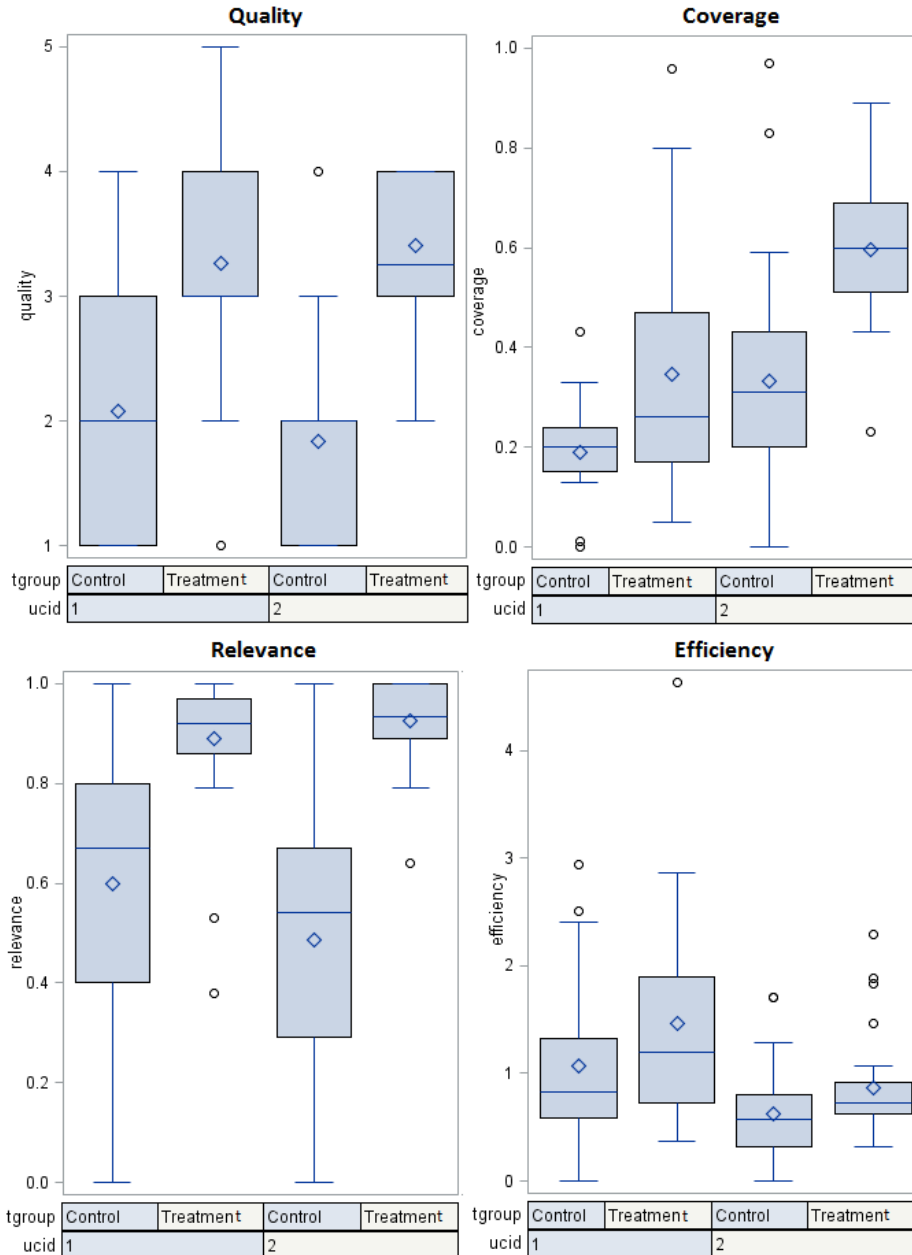 Quality
5
4
3
2
1
quality
tgroup Control Treatment Control Treatment
ucid 1 2
Coverage
1.0
0.8
0.6
0.4
0.2
0.0
coverage
tgroup Control Treatment Control Treatment
ucid 1 2
Relevance
1.0
0.8
0.6
0.4
0.2
0.0
relevance
tgroup Control Treatment Control Treatment
ucid 1 2
Efficiency
4
3
2
1
0
efficiency
tgroup Control Treatment Control Treatment
ucid 1 2